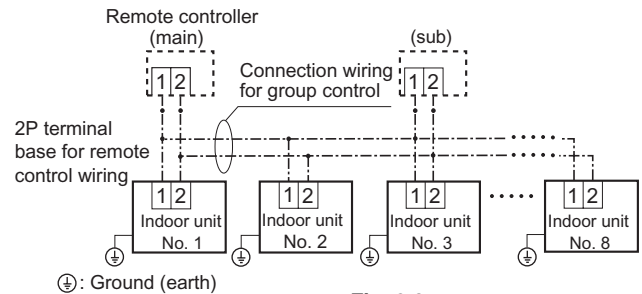 Remote controller
(main)
(sub)
1 2
1 2
Connection wiring
for group control
2P terminal
base for remote
control wiring
1 2
1 2
1 2
1 2
Indoor unit
No. 1
Indoor unit
No. 2
Indoor unit
No. 3
Indoor unit
No. 8
: Ground (earth)